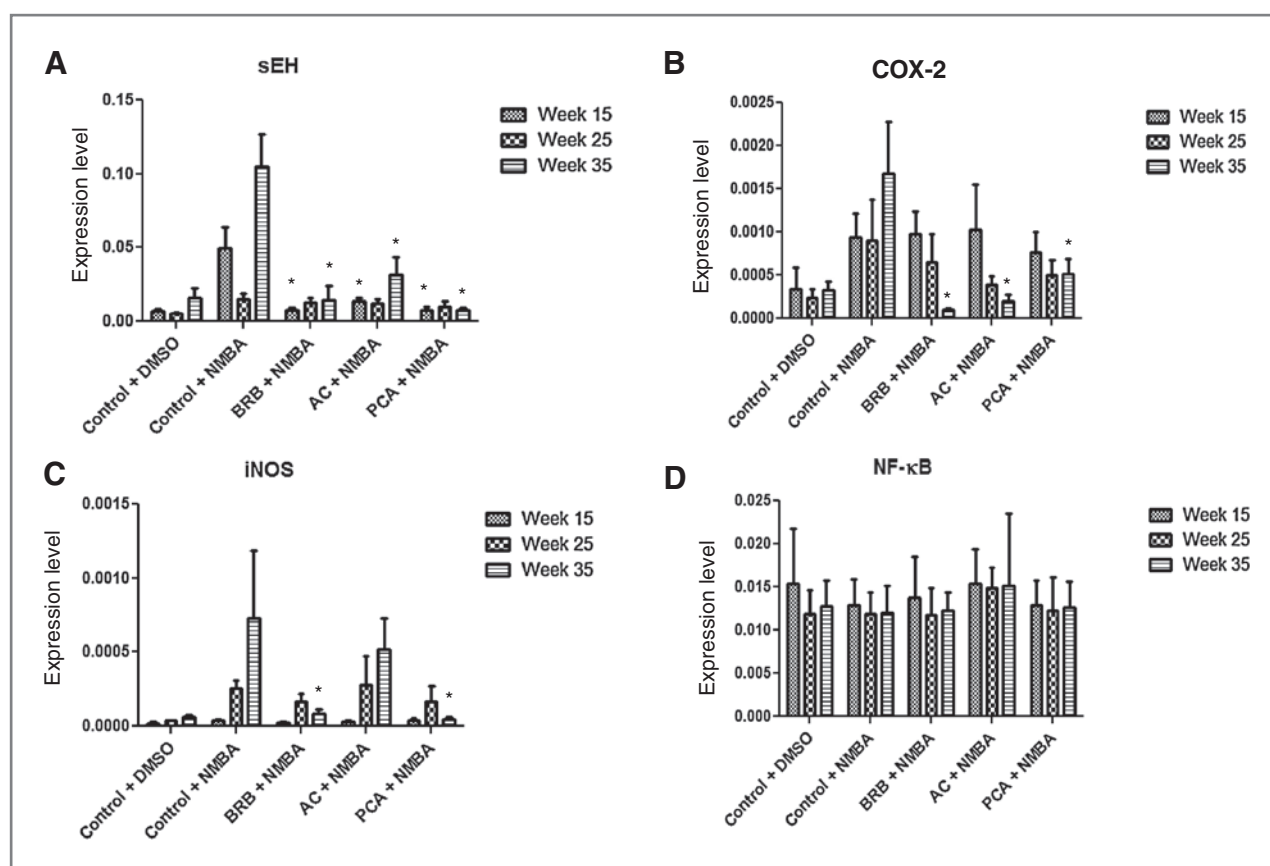 A
sEH
Expression level
0.15
0.10
0.05
0.00
Week 15
Week 25
Week 35
* * * * * *
Control + DMSO
Control + NMBA
BRB + NMBA
AC + NMBA
PCA + NMBA
B
COX-2
Expression level
0.0025
0.0020
0.0015
0.0010
0.0005
0.0000
Week 15
Week 25
Week 35
* * *
Control + DMSO
Control + NMBA
BRB + NMBA
AC + NMBA
PCA + NMBA
C
iNOS
Expression level
0.0015
0.0010
0.0005
0.0000
Week 15
Week 25
Week 35
* *
Control + DMSO
Control + NMBA
BRB + NMBA
AC + NMBA
PCA + NMBA
D
NF-κB
Expression level
0.025
0.020
0.015
0.010
0.005
0.000
Week 15
Week 25
Week 35
Control + DMSO
Control + NMBA
BRB + NMBA
AC + NMBA
PCA + NMBA